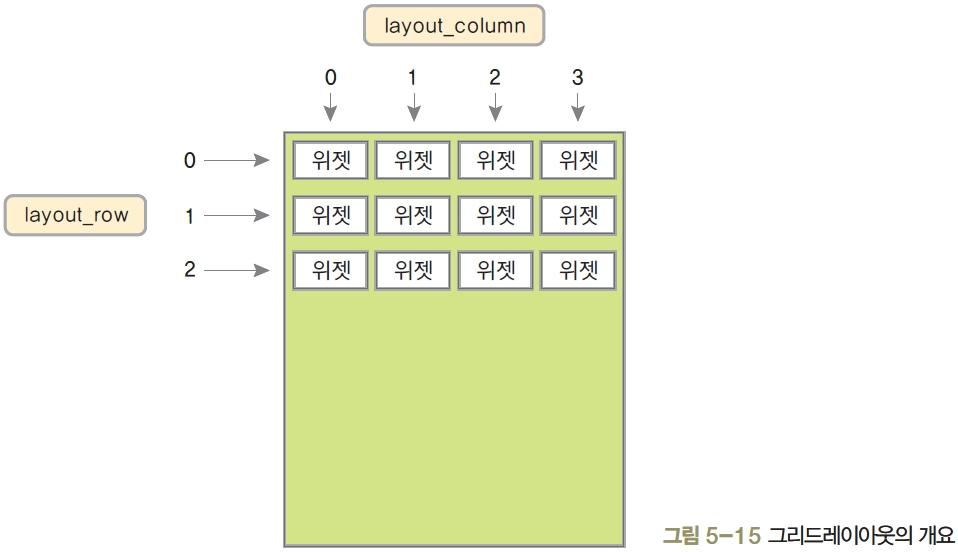 layout_column
0 1 2 3
0 위젯 위젯 위젯 위젯
layout_row 1 위젯 위젯 위젯 위젯
2 위젯 위젯 위젯 위젯
그림 5-15 그리드레이아웃의 개요